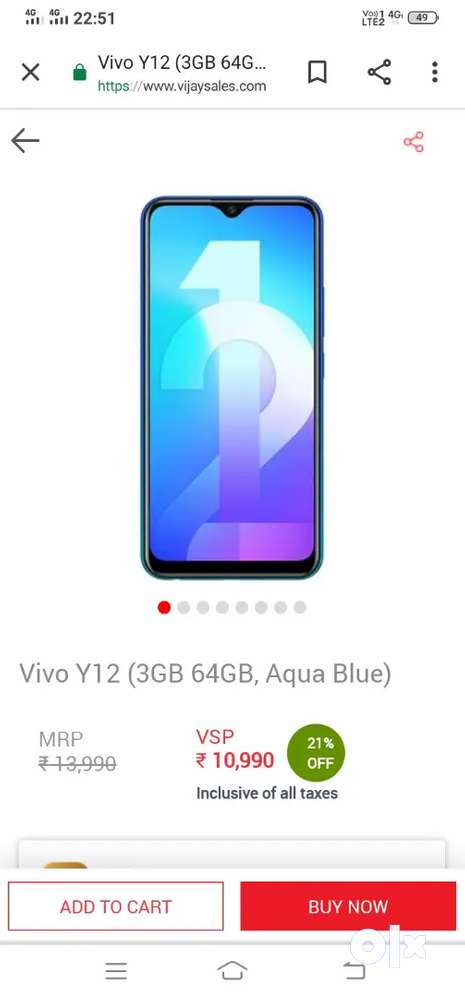 4G 4G 22:51
Vo)) 1 4G
LTE2
49
Vivo Y12 (3GB 64G...
https://www.vijaysales.com
12
Vivo Y12 (3GB 64GB, Aqua Blue)
MRP
₹ 13,990
VSP
₹ 10,990
21%
OFF
Inclusive of all taxes
ADD TO CART
BUY NOW
olx